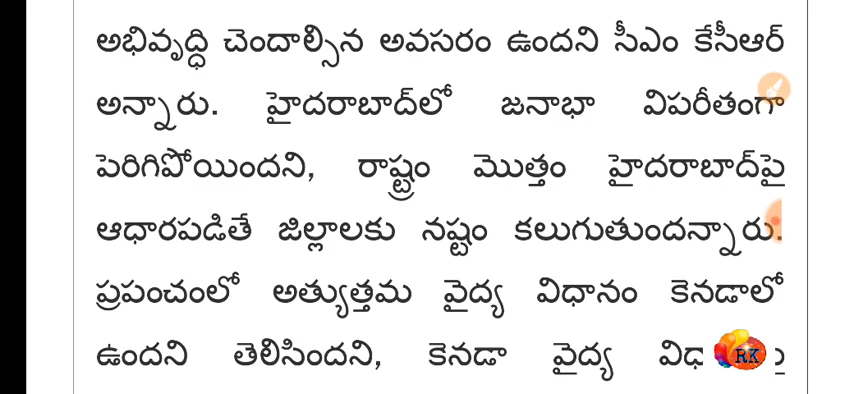 అభివృద్ధి చెందాల్సిన అవసరం ఉందని సీఎం కేసీఆర్
అన్నారు. హైదరాబాద్‌లో జనాభా విపరీతంగా
పెరిగిపోయిందని, రాష్ట్రం మొత్తం హైదరాబాద్‌పై
ఆధారపడితే జిల్లాలకు నష్టం కలుగుతుందన్నారు.
ప్రపంచంలో అత్యుత్తమ వైద్య విధానం కెనడాలో
ఉందని తెలిసిందని, కెనడా వైద్య
RK